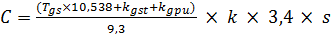 C = (T_gs×10,538+k_gst+k_gpu)/9,3 × k × 3,4 × s